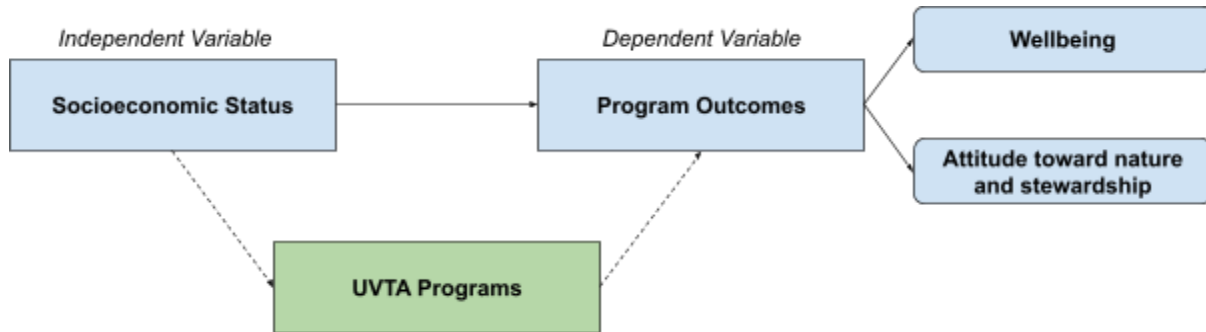 Independent Variable
Socioeconomic Status
Dependent Variable
Program Outcomes
Wellbeing
Attitude toward nature
and stewardship
UVTA Programs